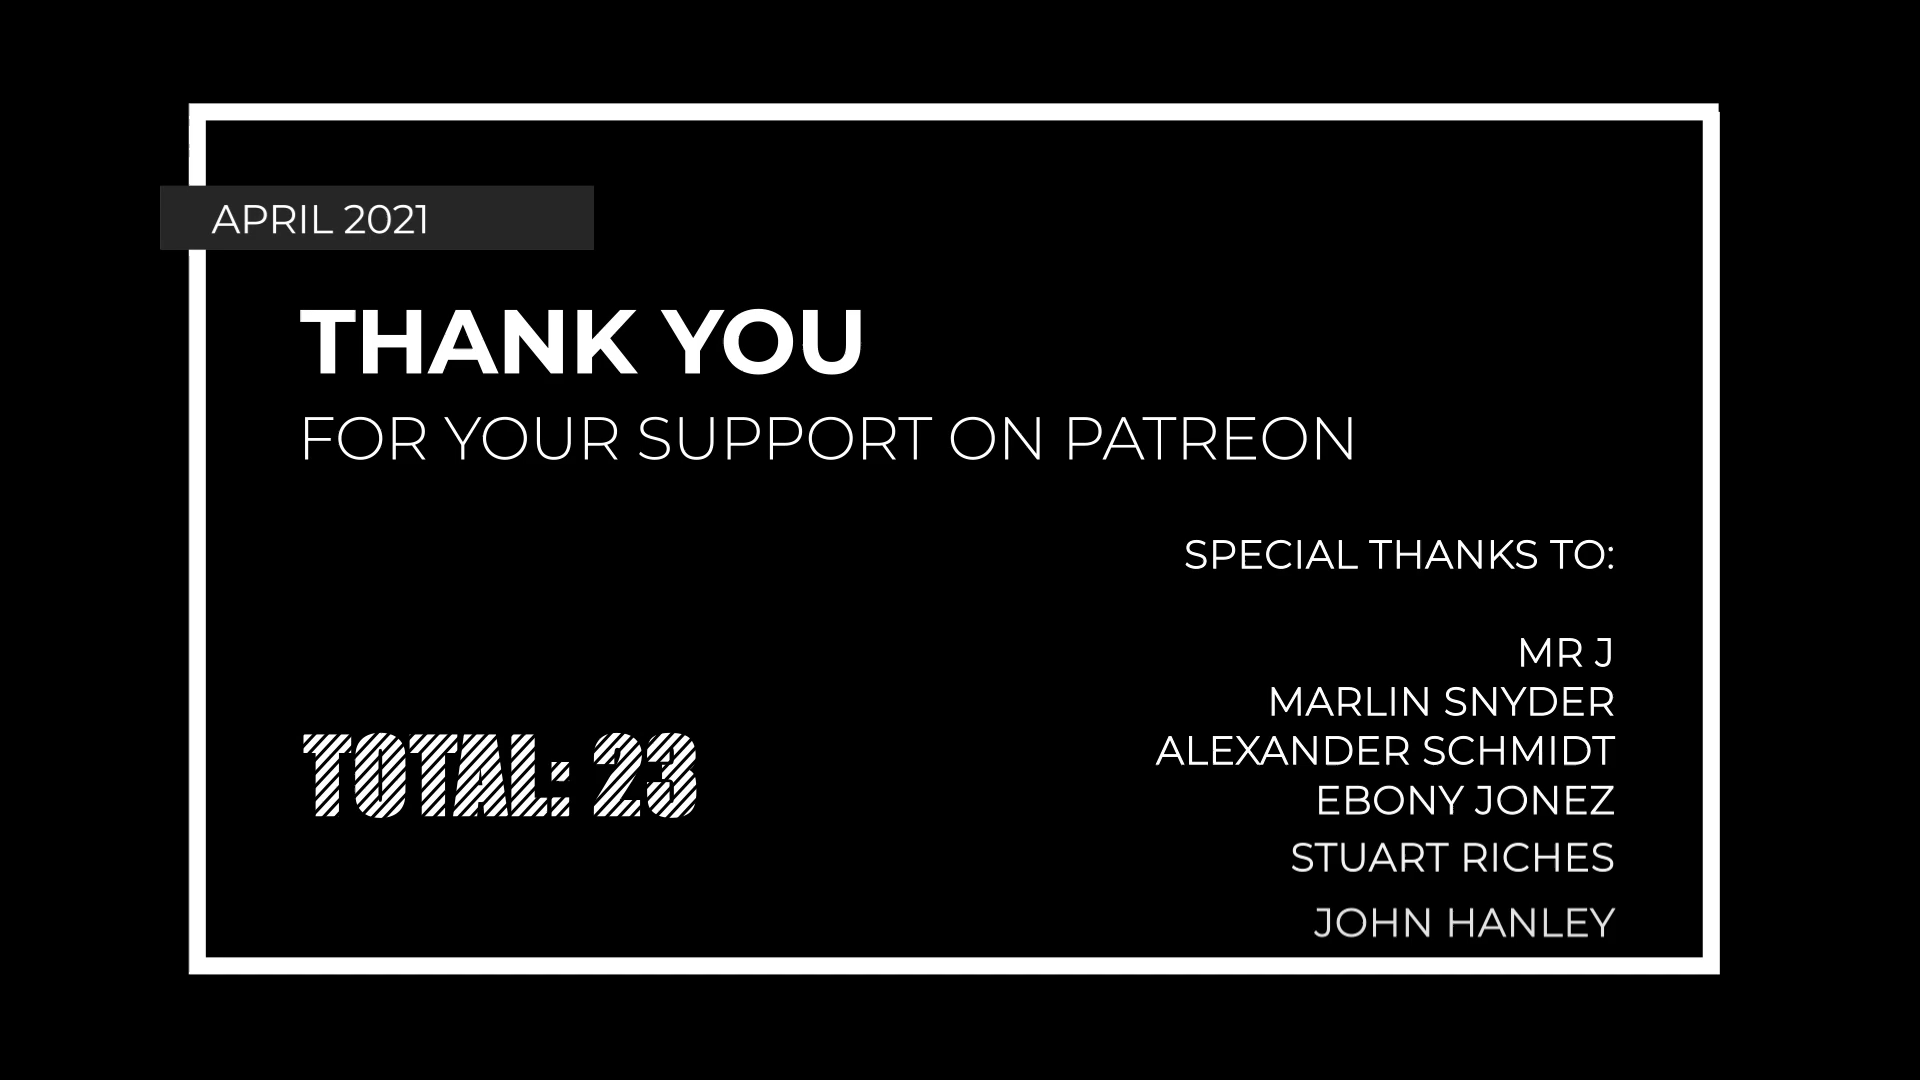 APRIL 2021
THANK YOU
FOR YOUR SUPPORT ON PATREON
SPECIAL THANKS TO:
MR J
MARLIN SNYDER
ALEXANDER SCHMIDT
EBONY JONEZ
STUART RICHES
JOHN HANLEY
TOTAL: 23